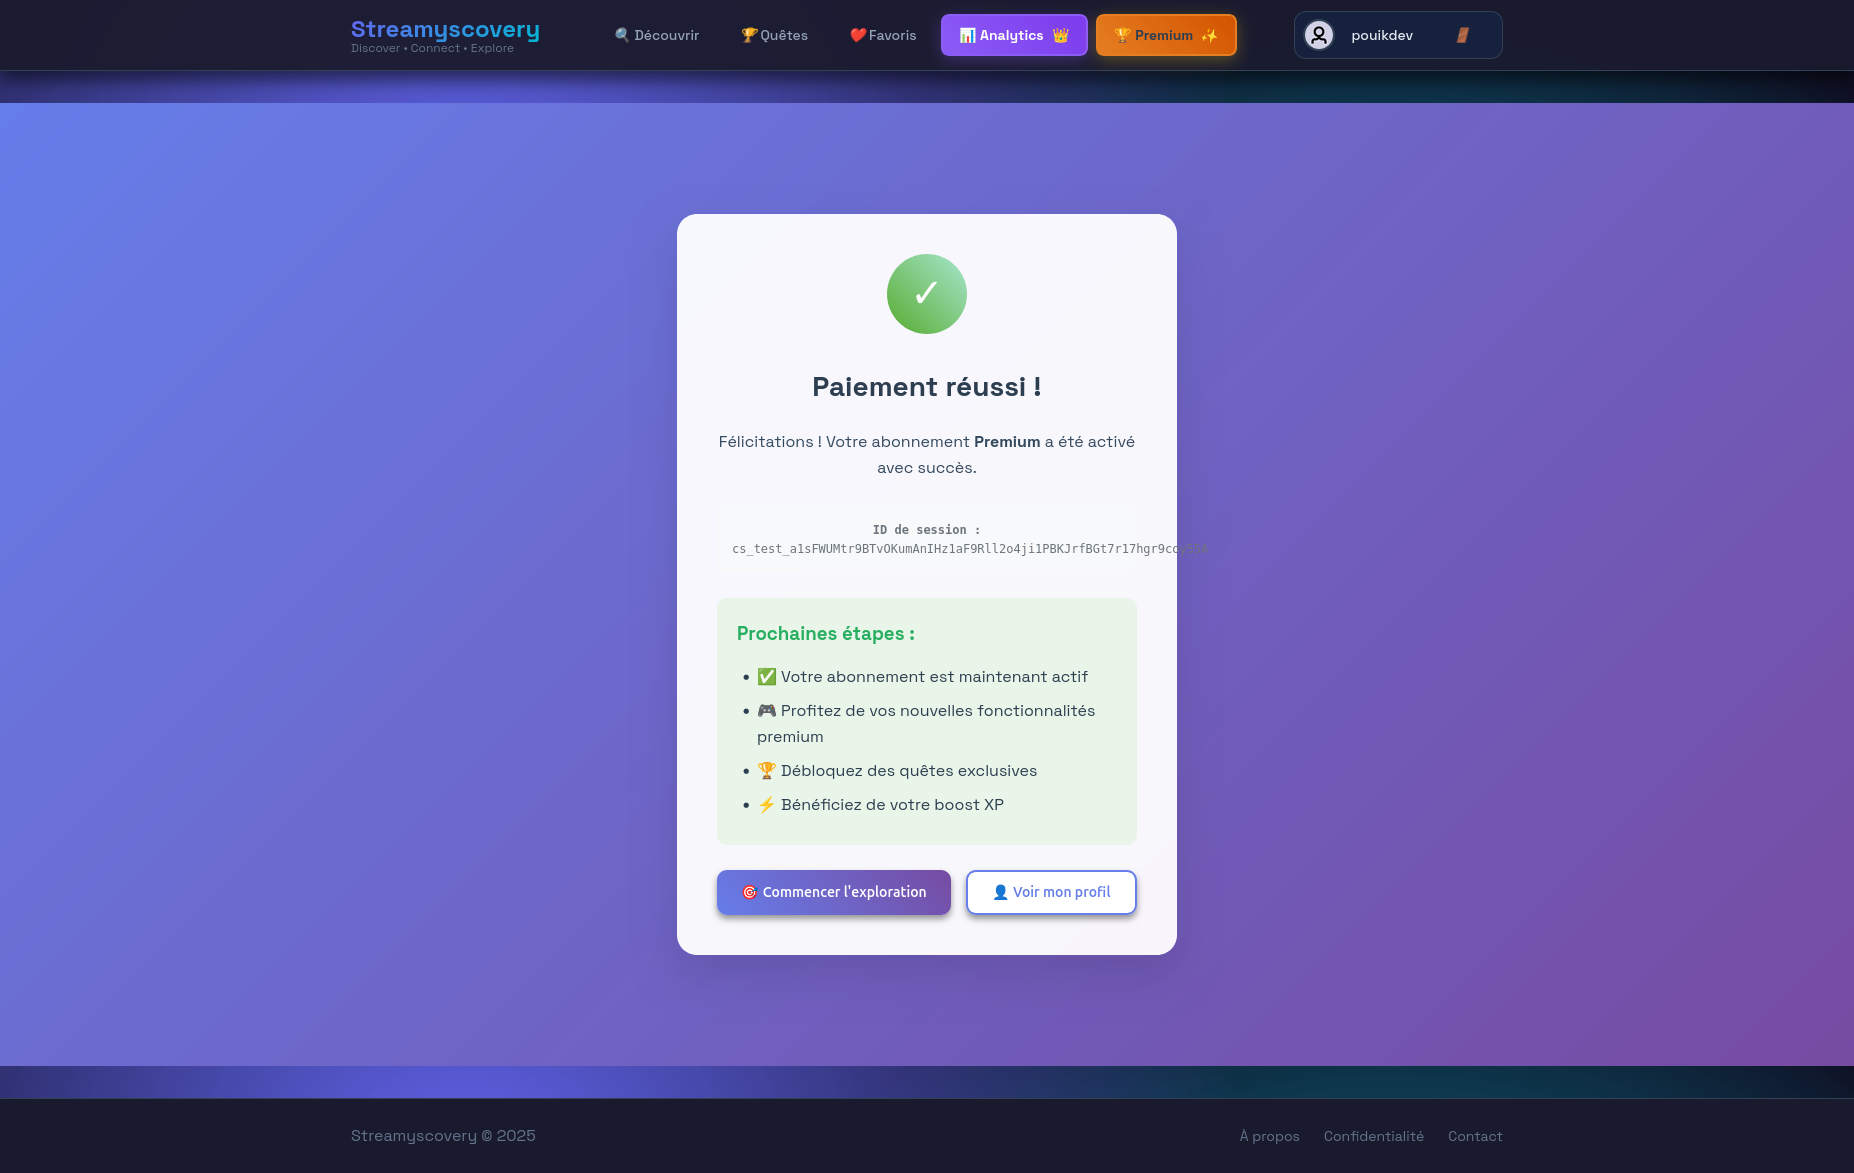 Streamyscovery
Discover • Connect • Explore
🔍 Découvrir
🏆 Quêtes
❤️ Favoris
📊 Analytics 👑
🏆 Premium ✨
pouikdev
🚪
✓
Paiement réussi !
Félicitations ! Votre abonnement Premium a été activé
avec succès.
ID de session :
Prochaines étapes :
• ✅ Votre abonnement est maintenant actif
• 🎮 Profitez de vos nouvelles fonctionnalités
premium
• 🏆 Débloquez des quêtes exclusives
• ⚡ Bénéficiez de votre boost XP
🎯 Commencer l'exploration
👤 Voir mon profil
Streamyscovery © 2025
À propos
Confidentialité
Contact